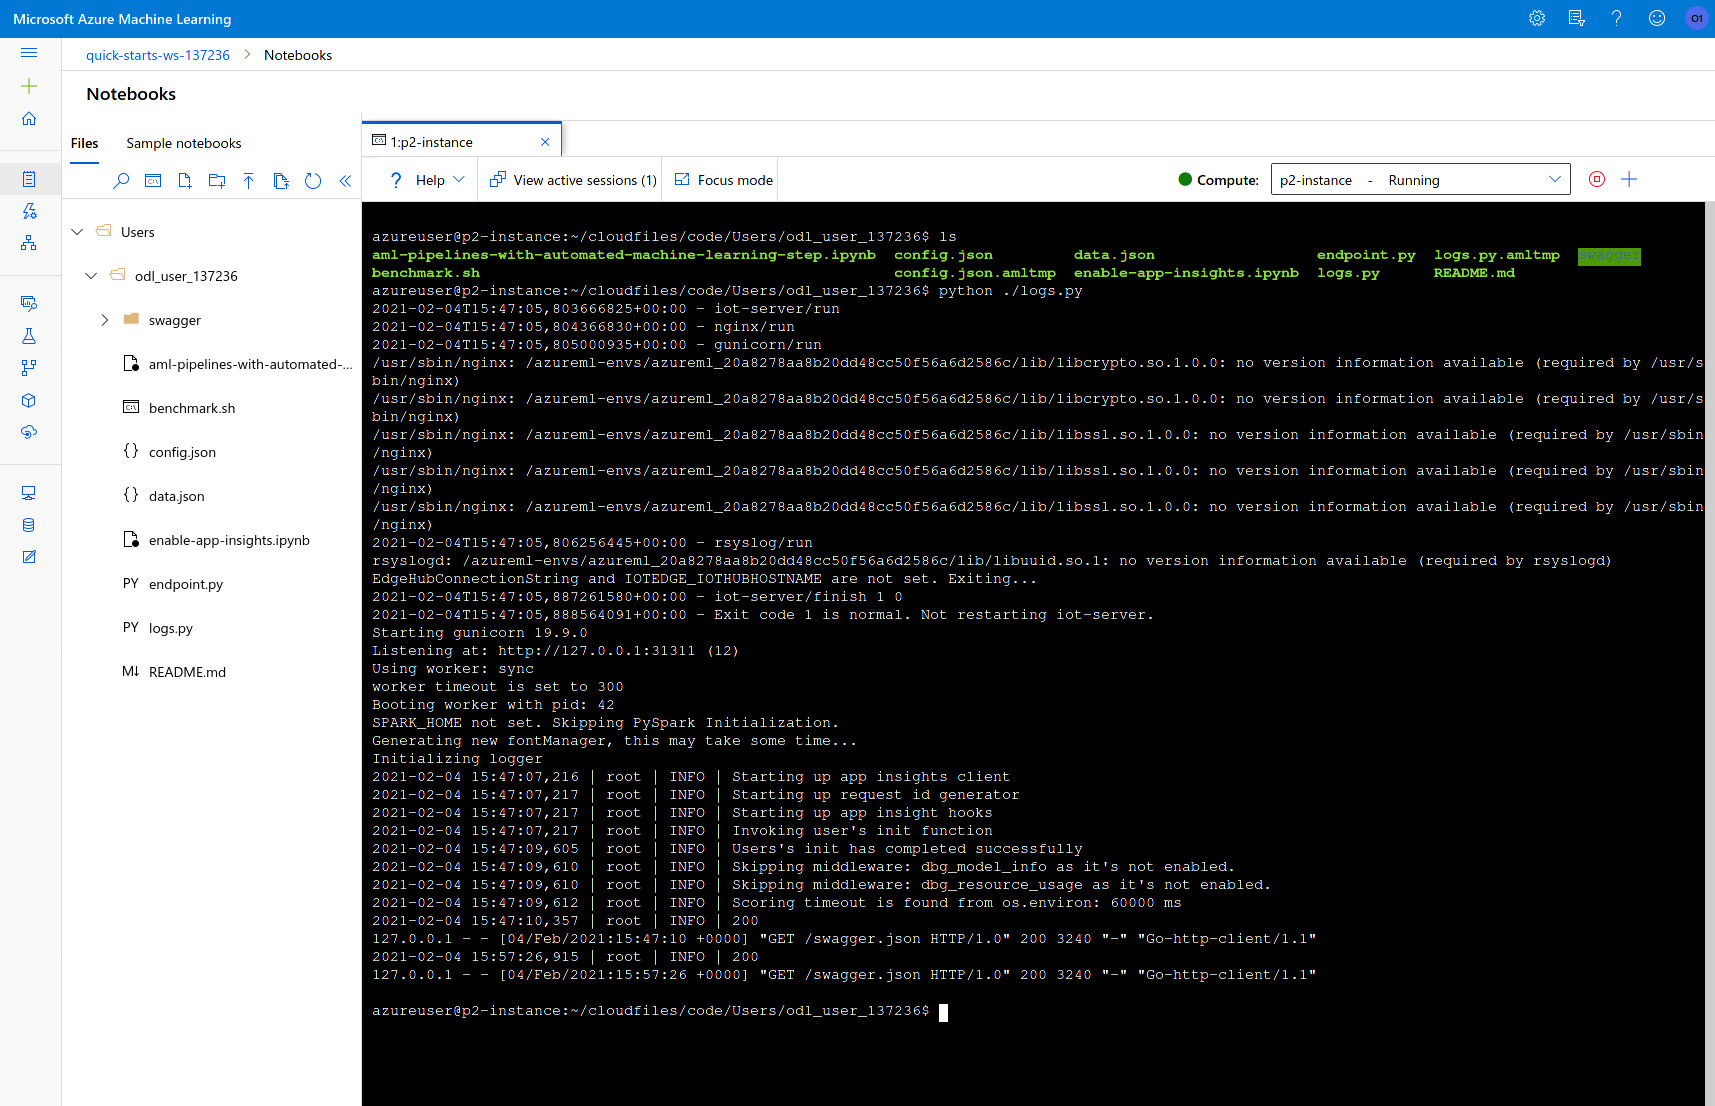 Microsoft Azure Machine Learning
O1
quick-starts-ws-137236 > Notebooks
Notebooks
Files Sample notebooks
1:p2-instance
Help View active sessions (1) Focus mode
Compute: p2-instance - Running
Users
odl_user_137236
swagger
aml-pipelines-with-automated-...
benchmark.sh
{} config.json
{} data.json
enable-app-insights.ipynb
PY endpoint.py
PY logs.py
M↓ README.md
azureuser@p2-instance:~/cloudfiles/code/Users/odl_user_137236$ ls
aml-pipelines-with-automated-machine-learning-step.ipynb config.json data.json endpoint.py logs.py.amltmp swagger
benchmark.sh config.json.amltmp enable-app-insights.ipynb logs.py README.md
azureuser@p2-instance:~/cloudfiles/code/Users/odl_user_137236$ python ./logs.py
2021-02-04T15:47:05,803666825+00:00 - iot-server/run
2021-02-04T15:47:05,804366830+00:00 - nginx/run
2021-02-04T15:47:05,805000935+00:00 - gunicorn/run
/usr/sbin/nginx: /azureml-envs/azureml_20a8278aa8b20dd48cc50f56a6d2586c/lib/libcrypto.so.1.0.0: no version information available (required by /usr/s
bin/nginx)
/usr/sbin/nginx: /azureml-envs/azureml_20a8278aa8b20dd48cc50f56a6d2586c/lib/libcrypto.so.1.0.0: no version information available (required by /usr/s
bin/nginx)
/usr/sbin/nginx: /azureml-envs/azureml_20a8278aa8b20dd48cc50f56a6d2586c/lib/libssl.so.1.0.0: no version information available (required by /usr/sbin
/nginx)
/usr/sbin/nginx: /azureml-envs/azureml_20a8278aa8b20dd48cc50f56a6d2586c/lib/libssl.so.1.0.0: no version information available (required by /usr/sbin
/nginx)
/usr/sbin/nginx: /azureml-envs/azureml_20a8278aa8b20dd48cc50f56a6d2586c/lib/libssl.so.1.0.0: no version information available (required by /usr/sbin
/nginx)
2021-02-04T15:47:05,806256445+00:00 - rsyslog/run
rsyslogd: /azureml-envs/azureml_20a8278aa8b20dd48cc50f56a6d2586c/lib/libuuid.so.1: no version information available (required by rsyslogd)
EdgeHubConnectionString and IOTEDGE_IOTHUBHOSTNAME are not set. Exiting...
2021-02-04T15:47:05,887261580+00:00 - iot-server/finish 1 0
2021-02-04T15:47:05,888564091+00:00 - Exit code 1 is normal. Not restarting iot-server.
Starting gunicorn 19.9.0
Listening at: http://127.0.0.1:31311 (12)
Using worker: sync
worker timeout is set to 300
Booting worker with pid: 42
SPARK_HOME not set. Skipping PySpark Initialization.
Generating new fontManager, this may take some time...
Initializing logger
2021-02-04 15:47:07,216 | root | INFO | Starting up app insights client
2021-02-04 15:47:07,217 | root | INFO | Starting up request id generator
2021-02-04 15:47:07,217 | root | INFO | Starting up app insight hooks
2021-02-04 15:47:07,217 | root | INFO | Invoking user's init function
2021-02-04 15:47:09,605 | root | INFO | Users's init has completed successfully
2021-02-04 15:47:09,610 | root | INFO | Skipping middleware: dbg_model_info as it's not enabled.
2021-02-04 15:47:09,610 | root | INFO | Skipping middleware: dbg_resource_usage as it's not enabled.
2021-02-04 15:47:09,612 | root | INFO | Scoring timeout is found from os.environ: 60000 ms
2021-02-04 15:47:10,357 | root | INFO | 200
127.0.0.1 - - [04/Feb/2021:15:47:10 +0000] "GET /swagger.json HTTP/1.0" 200 3240 "-" "Go-http-client/1.1"
2021-02-04 15:57:26,915 | root | INFO | 200
127.0.0.1 - - [04/Feb/2021:15:57:26 +0000] "GET /swagger.json HTTP/1.0" 200 3240 "-" "Go-http-client/1.1"
azureuser@p2-instance:~/cloudfiles/code/Users/odl_user_137236$